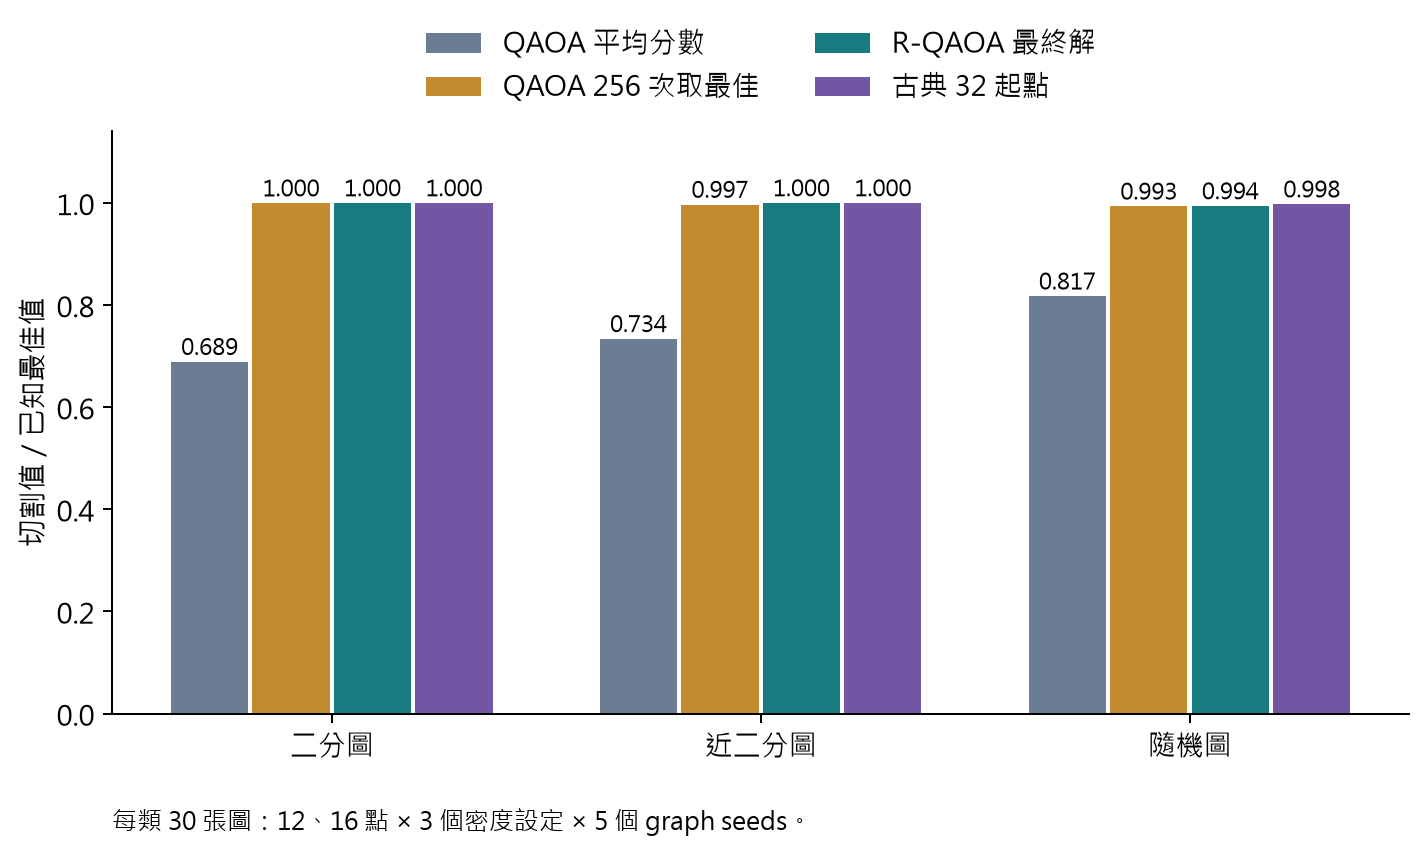 QAOA 平均分數
QAOA 256 次取最佳
R-QAOA 最終解
古典 32 起點
切割值 / 已知最佳值
1.0
0.8
0.6
0.4
0.2
0.0
0.689
1.000
1.000
1.000
0.734
0.997
1.000
1.000
0.817
0.993
0.994
0.998
二分圖
近二分圖
隨機圖
每類 30 張圖：12、16 點 × 3 個密度設定 × 5 個 graph seeds。